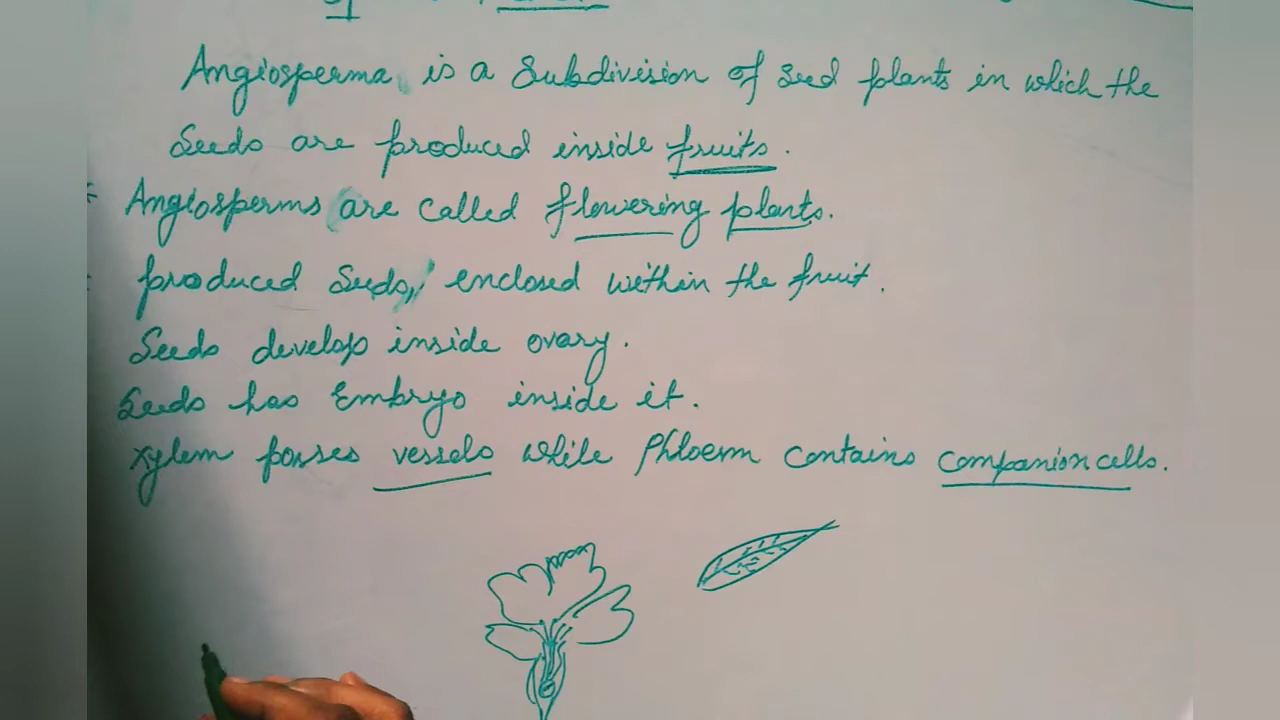 Angiosperma is a Subdivision of Seed plants in which the
Seeds are produced inside fruits.
Angiosperms are called flowering plants.
produced Seeds, enclosed within the fruit.
Seeds develop inside ovary.
Seeds has Embryo inside it.
xylem posses vessels while Phloem contains companion cells.